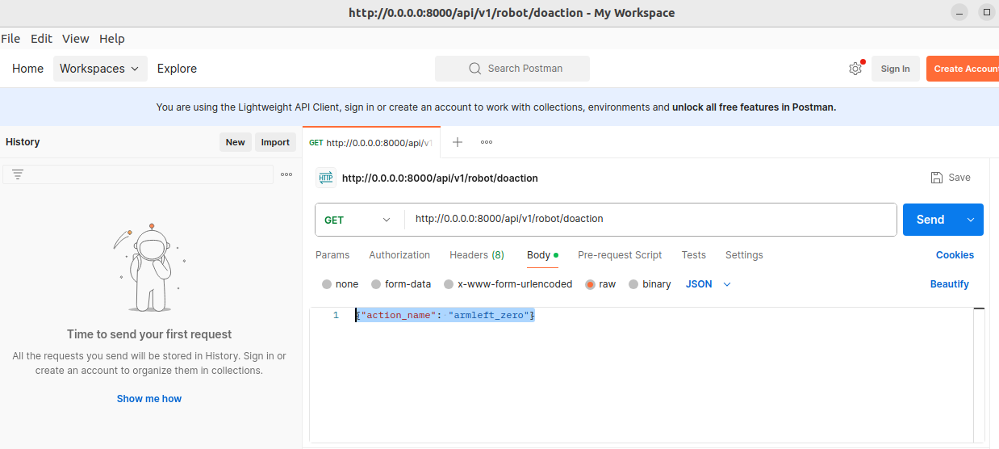 http://0.0.0.0:8000/api/v1/robot/doaction - My Workspace
File Edit View Help
Home Workspaces Explore Search Postman Sign In Create Account
You are using the Lightweight API Client, sign in or create an account to work with collections, environments and unlock all free features in Postman.
History New Import GET http://0.0.0.0:8000/api/v1
HTTP http://0.0.0.0:8000/api/v1/robot/doaction Save
GET http://0.0.0.0:8000/api/v1/robot/doaction Send
Params Authorization Headers (8) Body Pre-request Script Tests Settings Cookies
none form-data x-www-form-urlencoded raw binary JSON Beautify
1 {"action_name": "armleft_zero"}
Time to send your first request
All the requests you send will be stored in History. Sign in or
create an account to organize them in collections.
Show me how